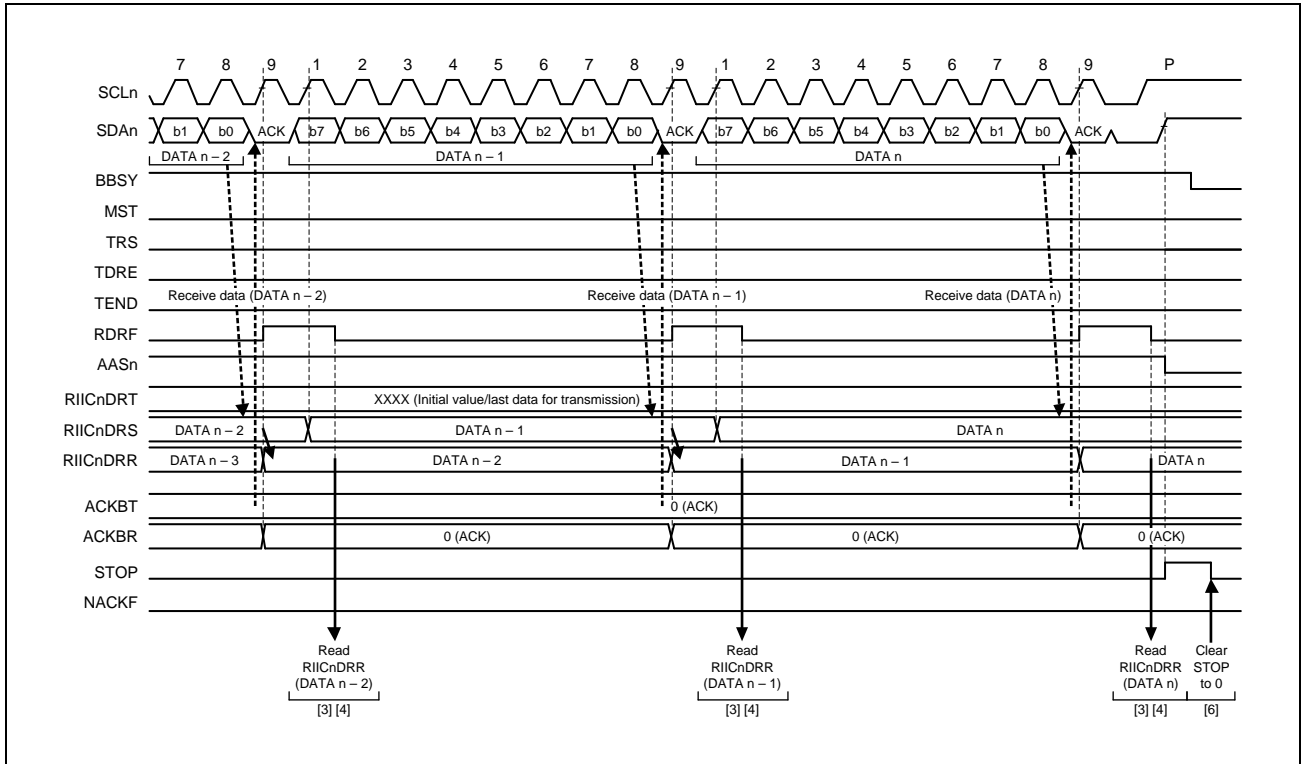 7 8 9 1 2 3 4 5 6 7 8 9 1 2 3 4 5 6 7 8 9 P
SCLn
SDAn b1 b0 ACK b7 b6 b5 b4 b3 b2 b1 b0 ACK b7 b6 b5 b4 b3 b2 b1 b0 ACK
DATA n – 2 DATA n – 1 DATA n
BBSY
MST
TRS
TDRE
Receive data (DATA n – 2) Receive data (DATA n – 1) Receive data (DATA n)
TEND
RDRF
AASn
RIICnDRT XXXX (Initial value/last data for transmission)
RIICnDRS DATA n – 2 DATA n – 1 DATA n
RIICnDRR DATA n – 3 DATA n – 2 DATA n – 1 DATA n
ACKBT 0 (ACK)
ACKBR 0 (ACK) 0 (ACK) 0 (ACK)
STOP
NACKF
Read Read Read Clear
RIICnDRR RIICnDRR RIICnDRR STOP
(DATA n – 2) (DATA n – 1) (DATA n) to 0
[3] [4] [3] [4] [3] [4] [6]